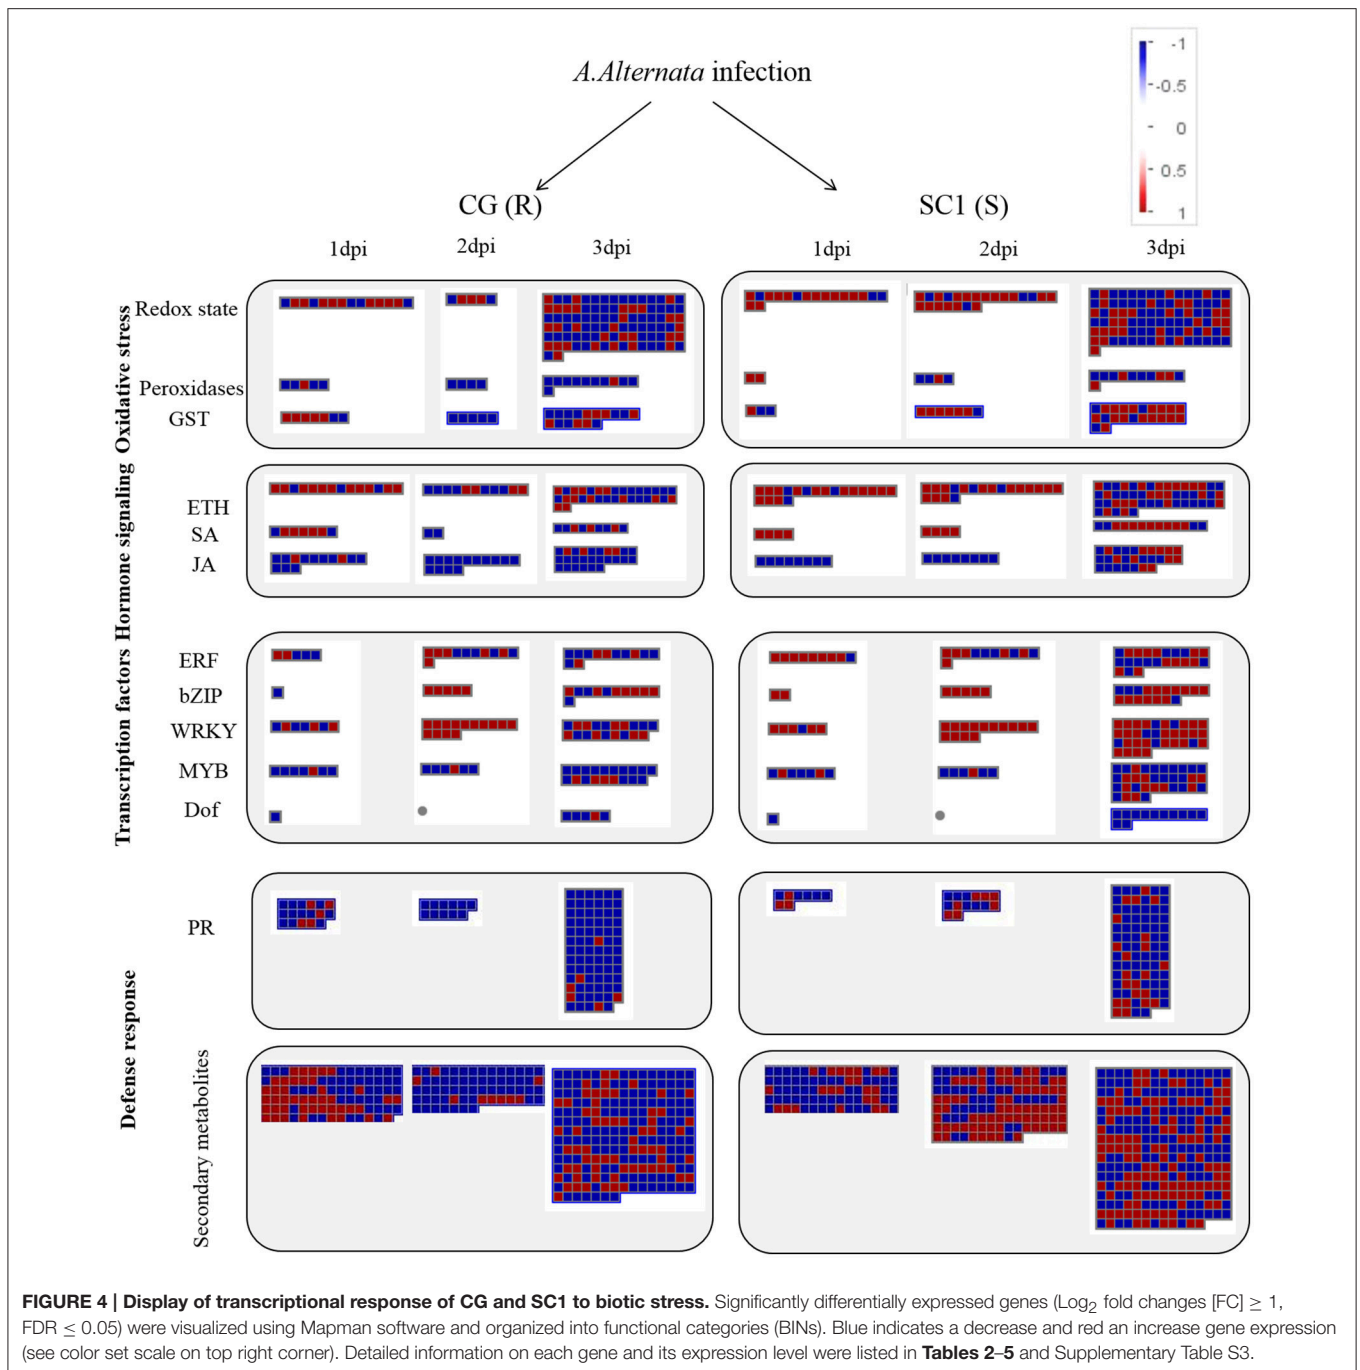 A.Alternata infection
-1
-0.5
0
0.5
1
CG (R)
SC1 (S)
1dpi
2dpi
3dpi
1dpi
2dpi
3dpi
Oxidative stress
Redox state
Peroxidases
GST
Hormone signaling
ETH
SA
JA
Transcription factors
ERF
bZIP
WRKY
MYB
Dof
Defense response
PR
Secondary metabolites
FIGURE 4 | Display of transcriptional response of CG and SC1 to biotic stress. Significantly differentially expressed genes (Log2 fold changes [FC] ≥ 1,
FDR ≤ 0.05) were visualized using Mapman software and organized into functional categories (BINs). Blue indicates a decrease and red an increase gene expression
(see color set scale on top right corner). Detailed information on each gene and its expression level were listed in Tables 2–5 and Supplementary Table S3.